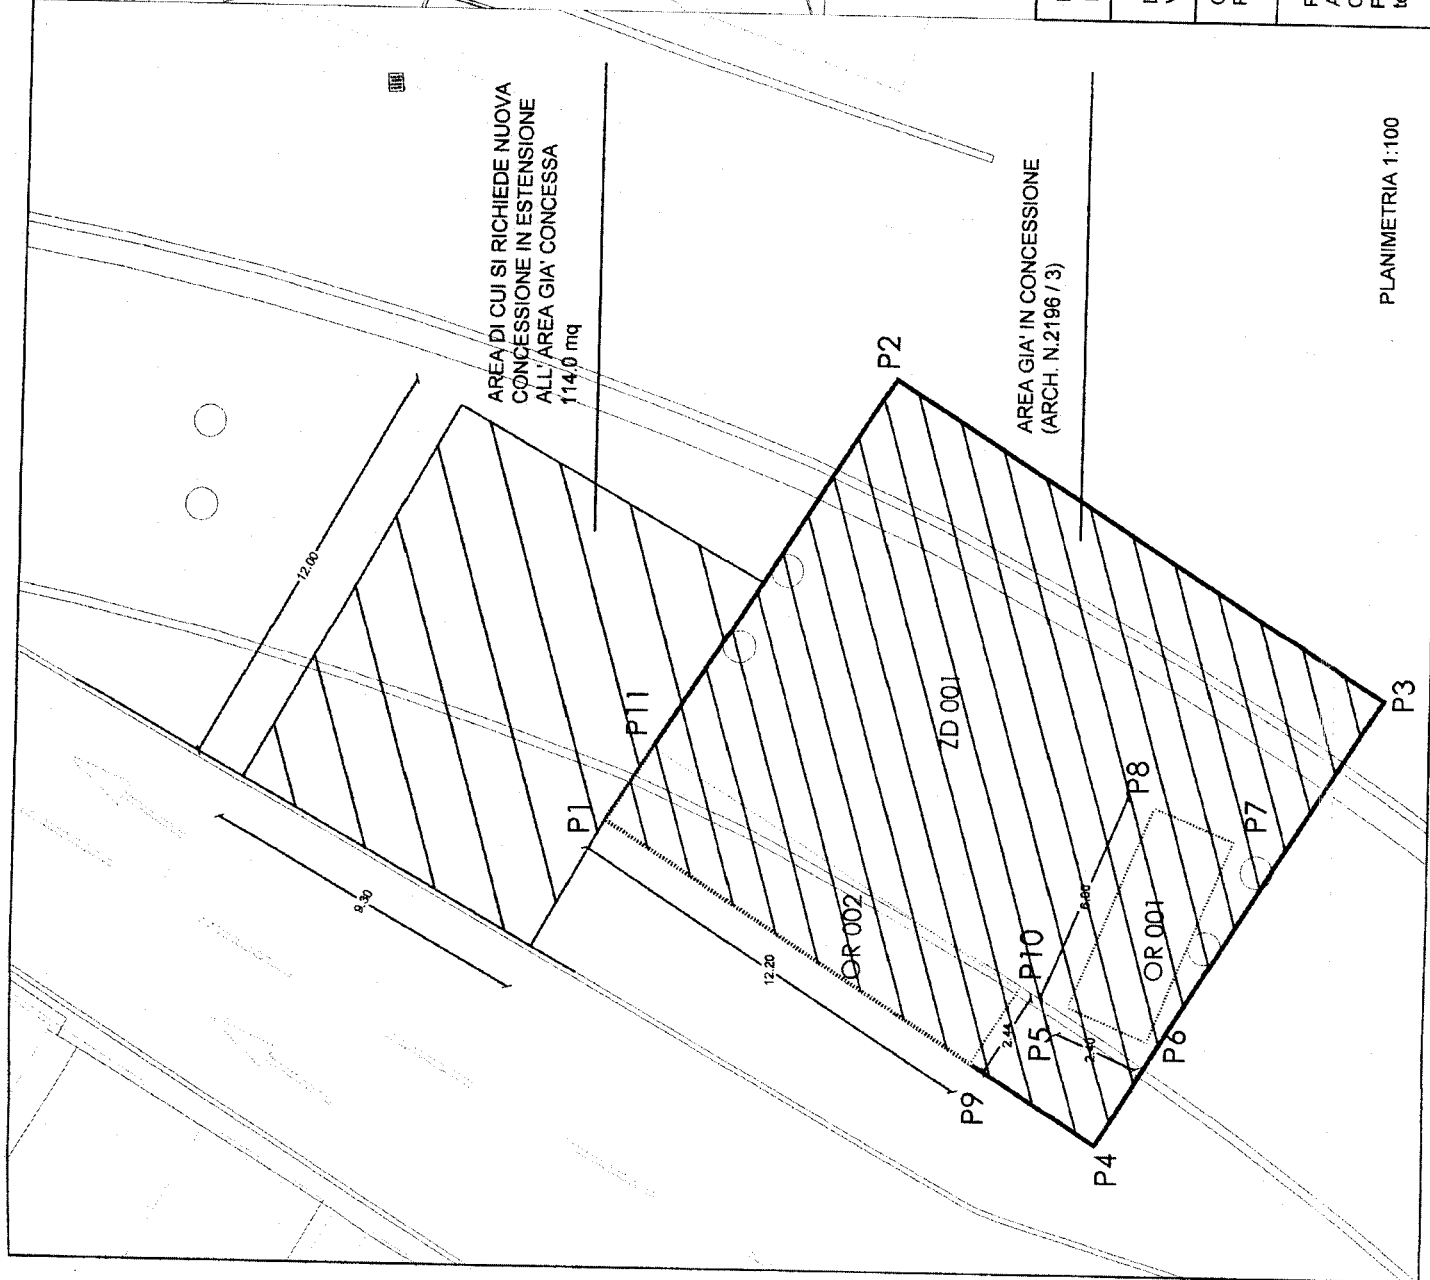 AREA DI CUI SI RICHIEDE NUOVA
CONCESSIONE IN ESTENSIONE
ALL' AREA GIA' CONCESSA
114.0 mq
AREA GIA' IN CONCESSIONE
(ARCH. N.2196 / 3)
PLANIMETRIA 1:100
12.00
9.30
12.20
2.44
2.40
6.00
P1
P11
P2
P3
P4
P5
P6
P7
P8
P9
P10
OR 002
ZD 001
OR 001